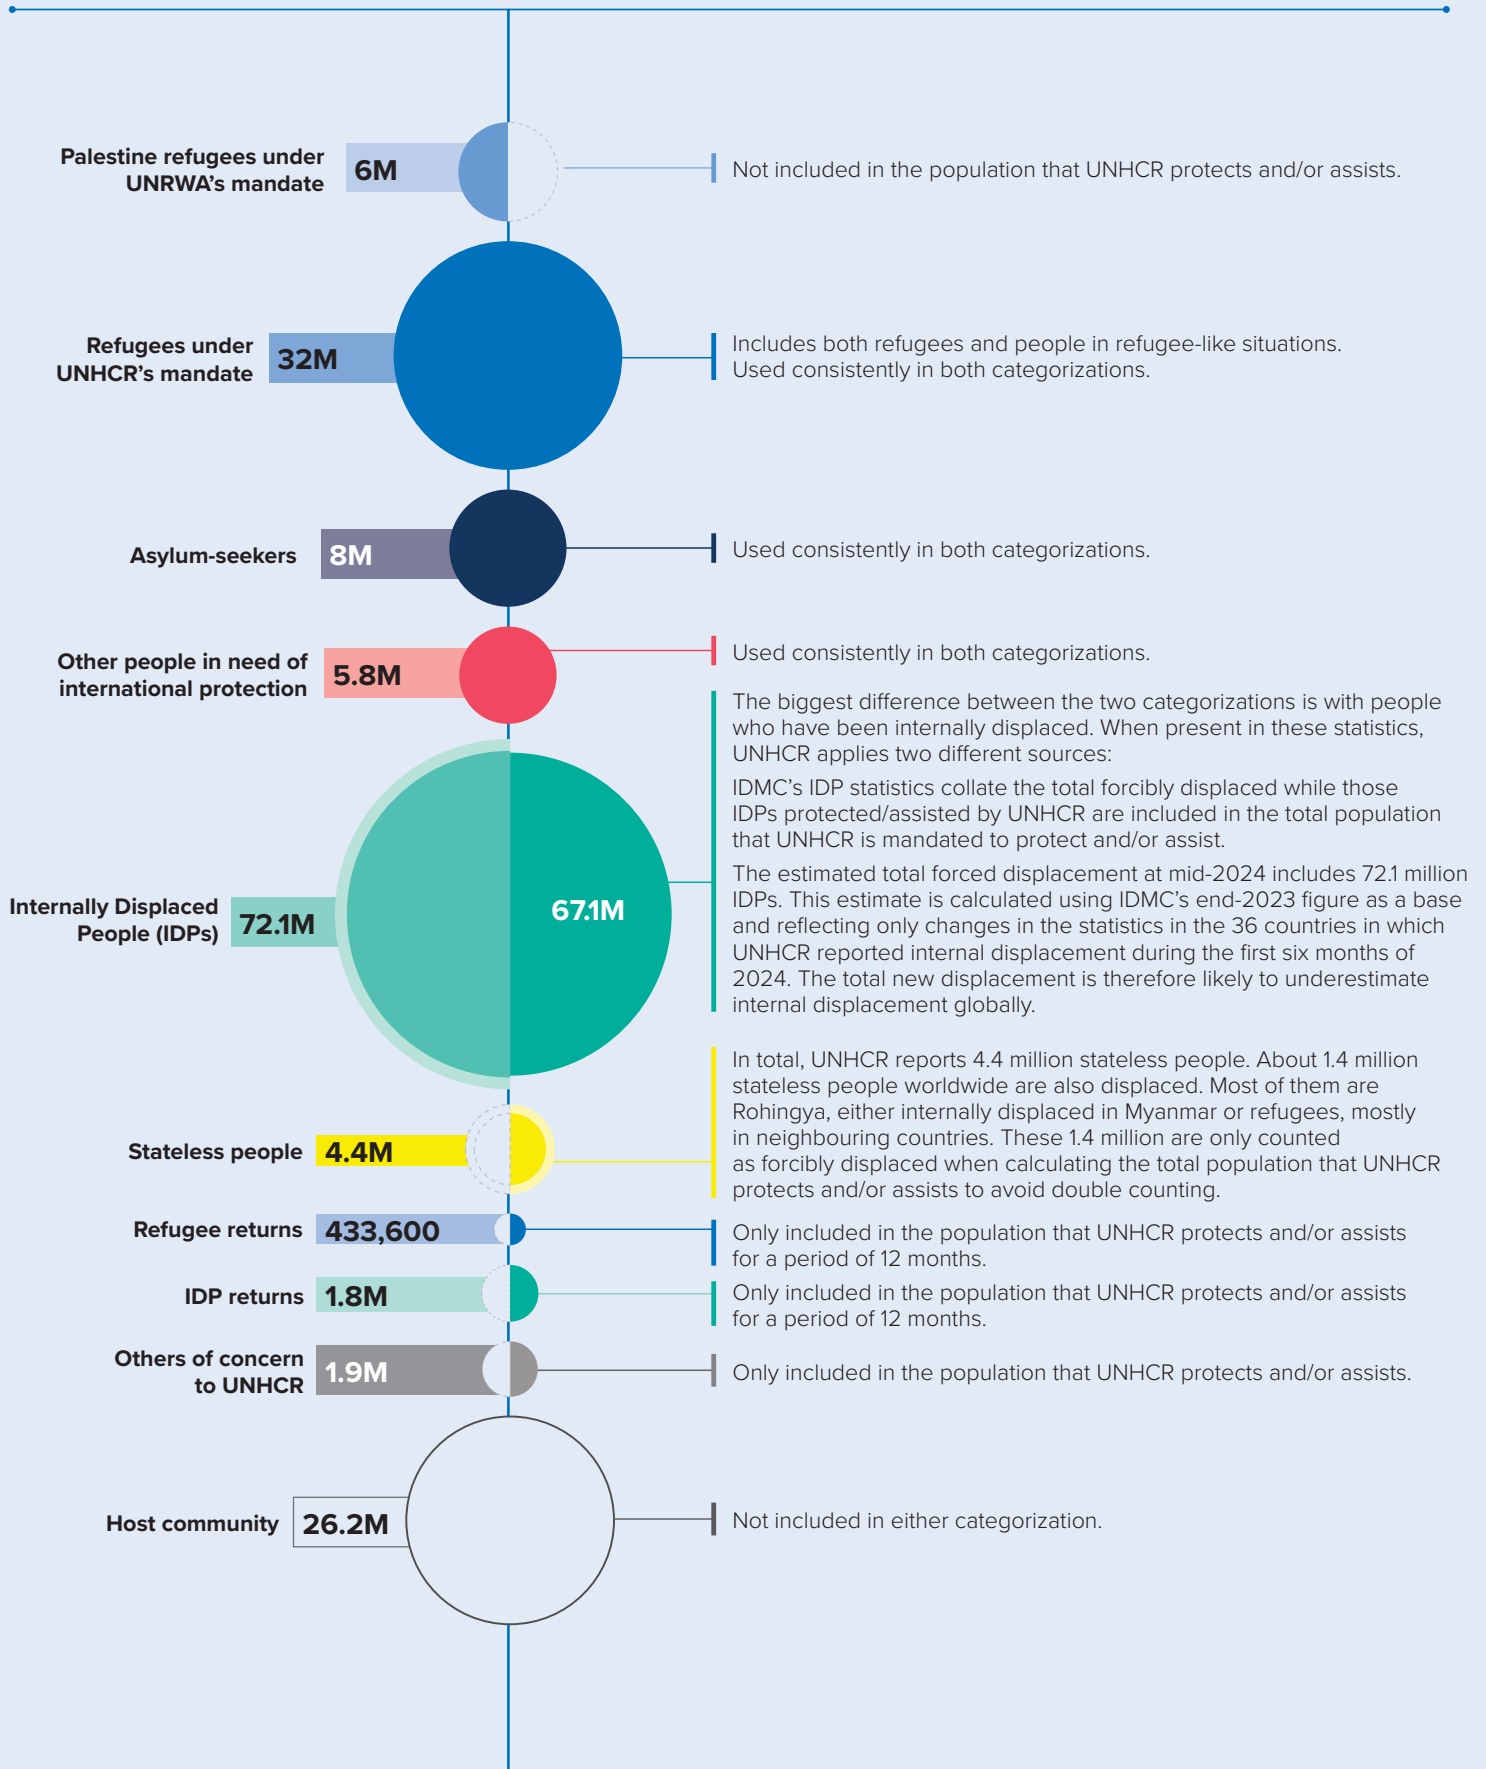 Palestine refugees under
UNRWA’s mandate
6M
Not included in the population that UNHCR protects and/or assists.
Refugees under
UNHCR’s mandate
32M
Includes both refugees and people in refugee-like situations.
Used consistently in both categorizations.
Asylum-seekers
8M
Used consistently in both categorizations.
Other people in need of
international protection
5.8M
Used consistently in both categorizations.
Internally Displaced
People (IDPs)
72.1M
67.1M
The biggest difference between the two categorizations is with people
who have been internally displaced. When present in these statistics,
UNHCR applies two different sources:
IDMC’s IDP statistics collate the total forcibly displaced while those
IDPs protected/assisted by UNHCR are included in the total population
that UNHCR is mandated to protect and/or assist.
The estimated total forced displacement at mid-2024 includes 72.1 million
IDPs. This estimate is calculated using IDMC’s end-2023 figure as a base
and reflecting only changes in the statistics in the 36 countries in which
UNHCR reported internal displacement during the first six months of
2024. The total new displacement is therefore likely to underestimate
internal displacement globally.
Stateless people
4.4M
In total, UNHCR reports 4.4 million stateless people. About 1.4 million
stateless people worldwide are also displaced. Most of them are
Rohingya, either internally displaced in Myanmar or refugees, mostly
in neighbouring countries. These 1.4 million are only counted
as forcibly displaced when calculating the total population that UNHCR
protects and/or assists to avoid double counting.
Refugee returns
433,600
Only included in the population that UNHCR protects and/or assists
for a period of 12 months.
IDP returns
1.8M
Only included in the population that UNHCR protects and/or assists
for a period of 12 months.
Others of concern
to UNHCR
1.9M
Only included in the population that UNHCR protects and/or assists.
Host community
26.2M
Not included in either categorization.